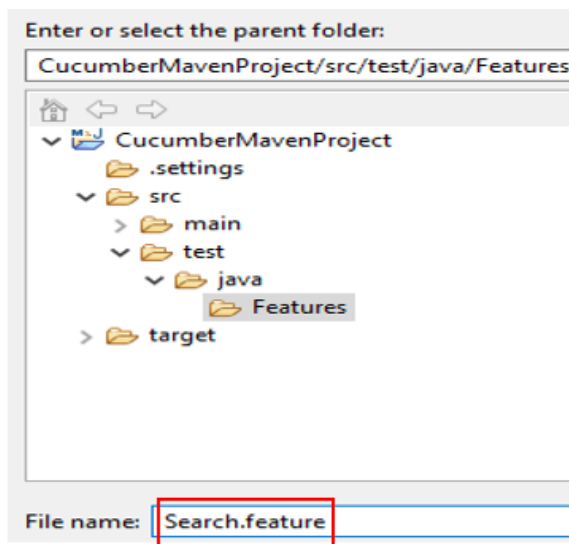 Enter or select the parent folder:
CucumberMavenProject/src/test/java/Features
CucumberMavenProject
.settings
src
main
test
java
Features
target
File name: Search.feature